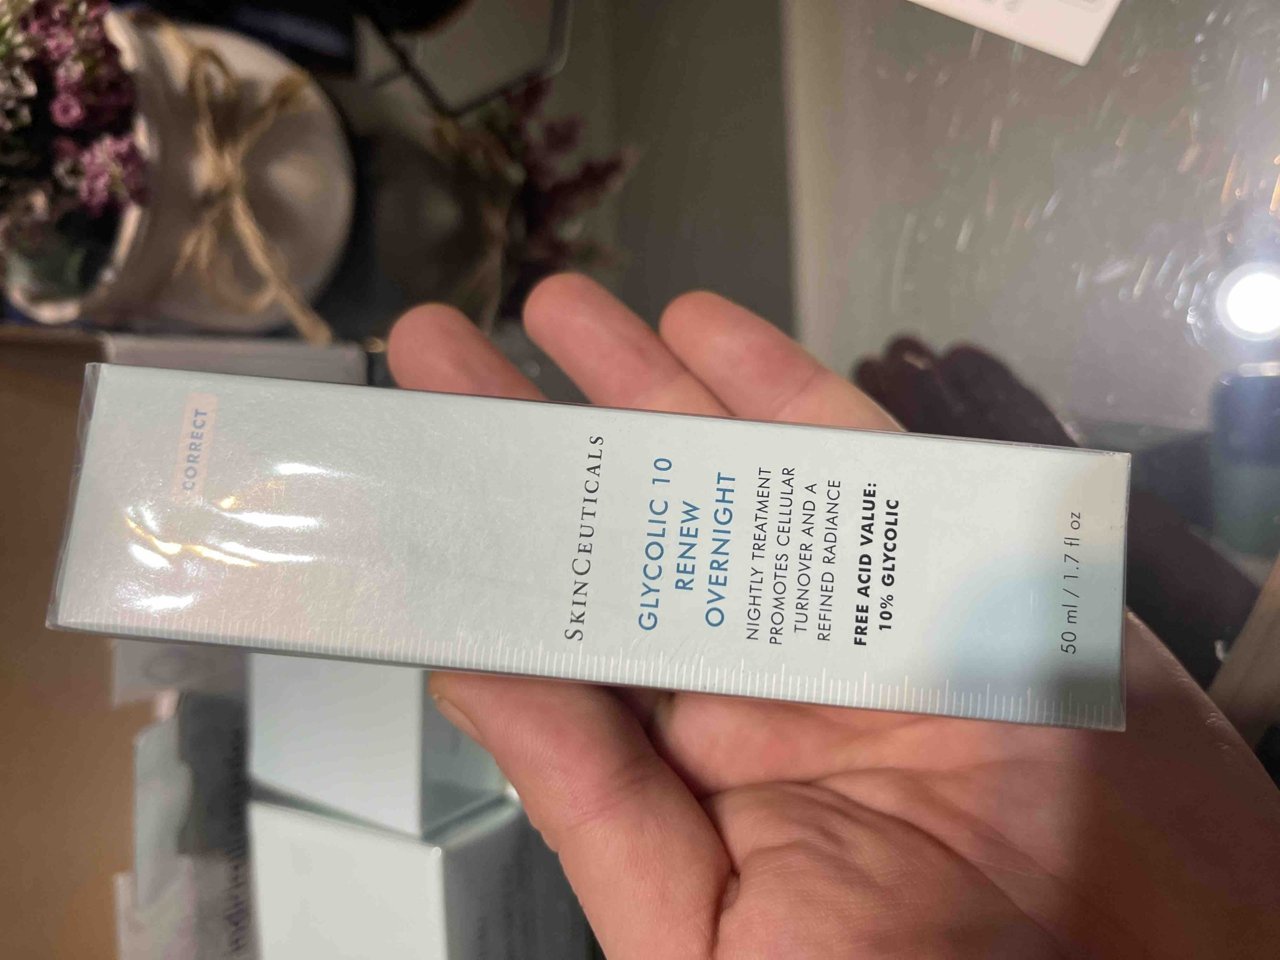 CORRECT
SKINCEUTICALS
GLYCOLIC 10
RENEW
OVERNIGHT
NIGHTLY TREATMENT
PROMOTES CELLULAR
TURNOVER AND A
REFINED RADIANCE
FREE ACID VALUE:
10% GLYCOLIC
50 ml / 1.7 fl oz